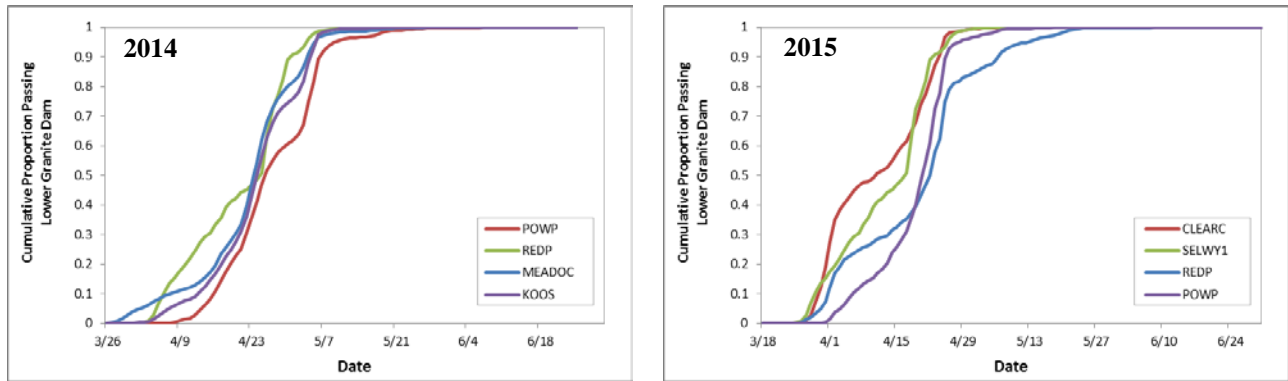 2014
Cumulative Proportion Passing
Lower Granite Dam
1
0.9
0.8
0.7
0.6
0.5
0.4
0.3
0.2
0.1
0
3/26
4/9
4/23
5/7
5/21
6/4
6/18
Date
POWP
REDP
MEADOC
KOOS
2015
Cumulative Proportion Passing
Lower Granite Dam
1
0.9
0.8
0.7
0.6
0.5
0.4
0.3
0.2
0.1
0
3/18
4/1
4/15
4/29
5/13
5/27
6/10
6/24
Date
CLEARC
SELWY1
REDP
POWP